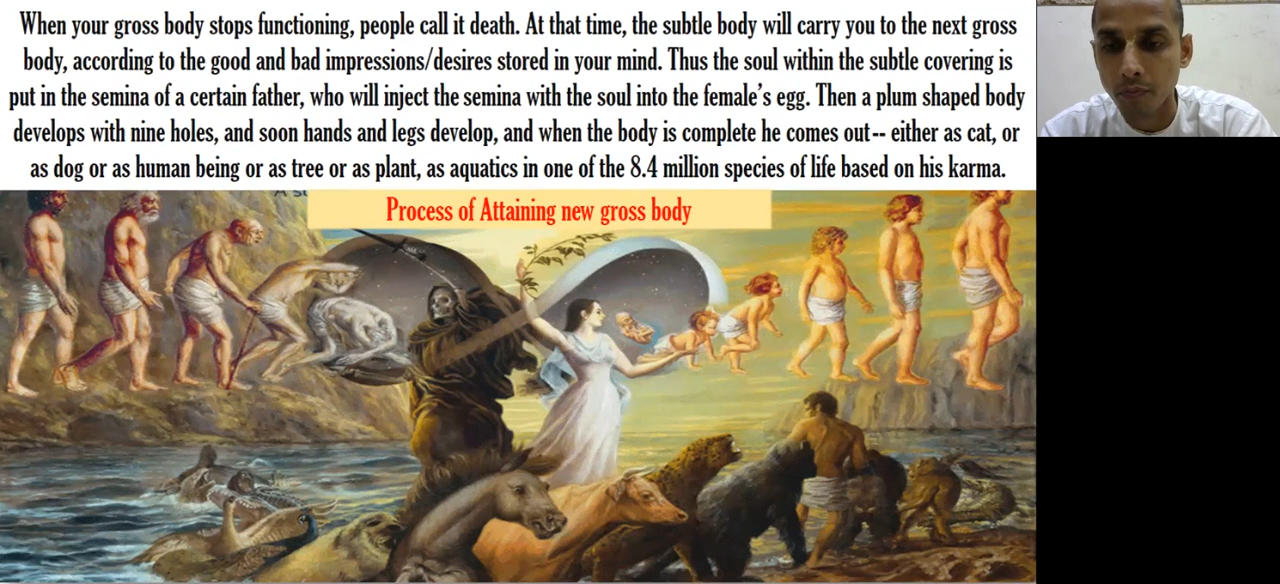 When your gross body stops functioning, people call it death. At that time, the subtle body will carry you to the next gross
body, according to the good and bad impressions/desires stored in your mind. Thus the soul within the subtle covering is
put in the semina of a certain father, who will inject the semina with the soul into the female's egg. Then a plum shaped body
develops with nine holes, and soon hands and legs develop, and when the body is complete he comes out-- either as cat, or
as dog or as human being or as tree or as plant, as aquatics in one of the 8.4 million species of life based on his karma.
Process of Attaining new gross body